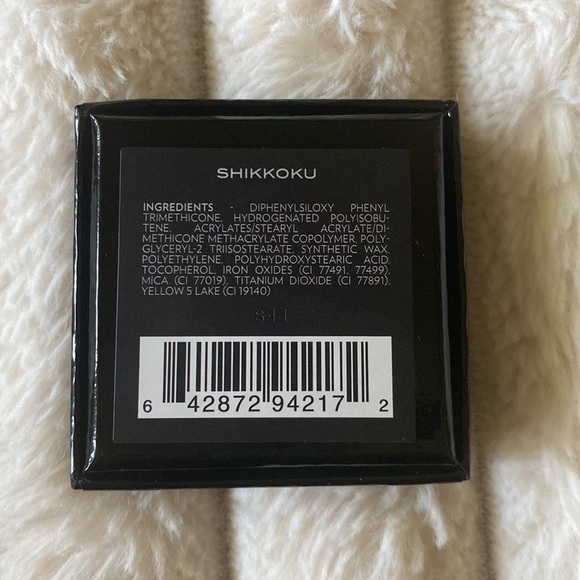 SHIKKOKU
INGREDIENTS - DIPHENYLSILOXY PHENYL
TRIMETHICONE, HYDROGENATED POLYISOBU-
TENE, ACRYLATES/STEARYL ACRYLATE/DI-
METHICONE METHACRYLATE COPOLYMER, POLY-
GLYCERYL-2 TRIISOSTEARATE, SYNTHETIC WAX,
POLYETHYLENE, POLYHYDROXYSTEARIC ACID,
TOCOPHEROL, IRON OXIDES (CI 77491, 77499),
MICA (CI 77019), TITANIUM DIOXIDE (CI 77891),
YELLOW 5 LAKE (CI 19140)
6 42872 94217 2